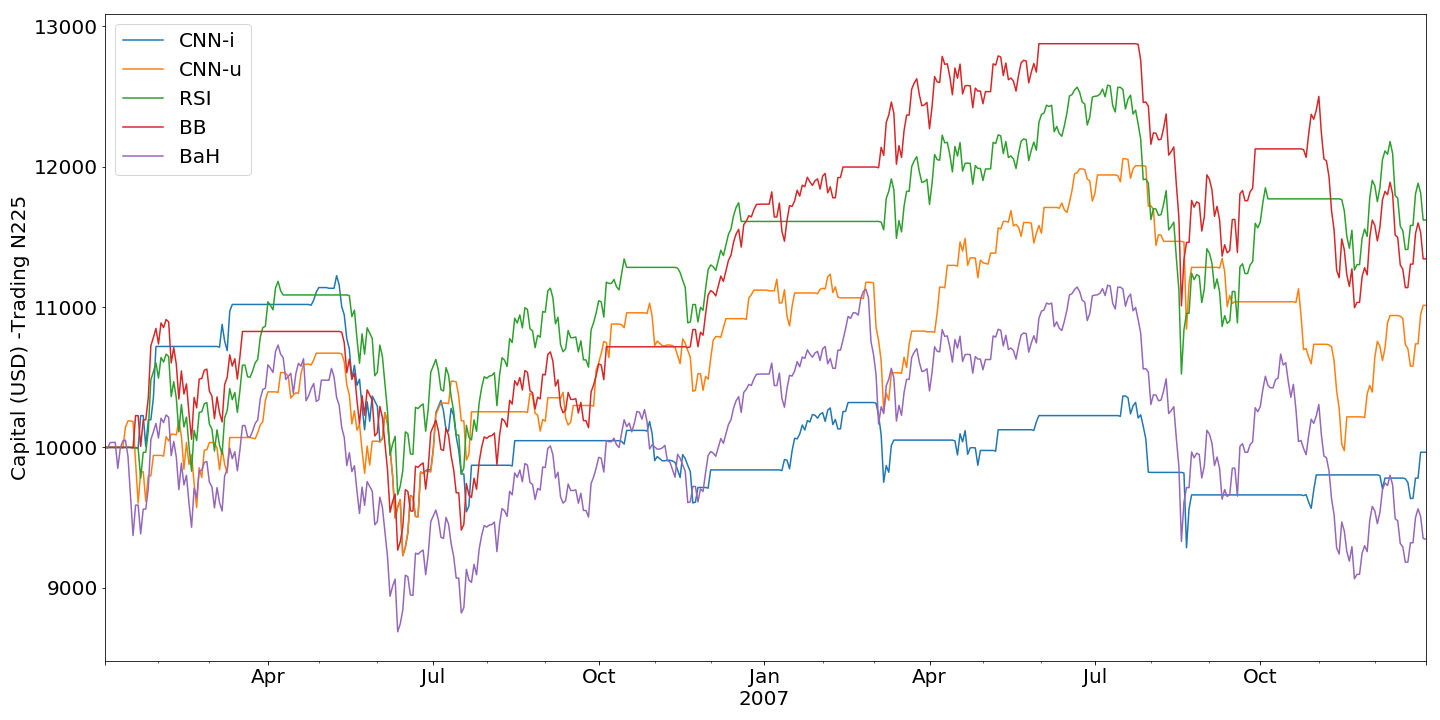 13000
12000
11000
10000
9000
Capital (USD) -Trading N225
CNN-i
CNN-u
RSI
BB
BaH
Apr
Jul
Oct
Jan
2007
Apr
Jul
Oct